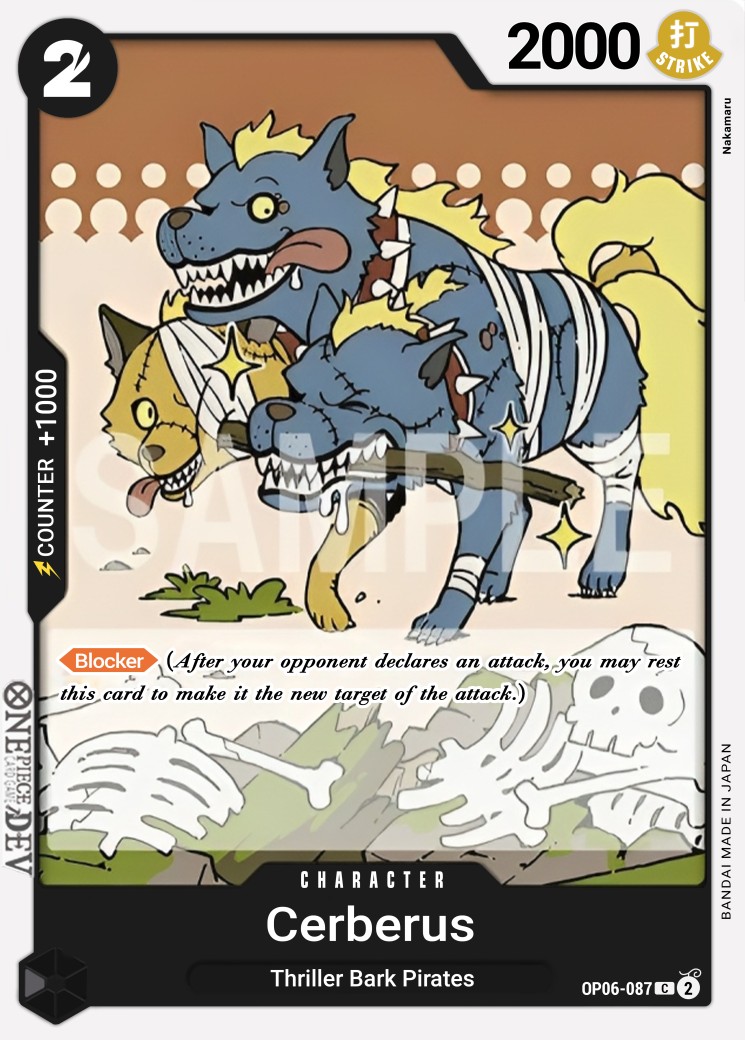 2
2000
打
STRIKE
Nakamaru
COUNTER +1000
SAMPLE
Blocker (After your opponent declares an attack, you may rest
this card to make it the new target of the attack.)
ONE PIECE
CARD GAME
/DEV
BANDAI MADE IN JAPAN
CHARACTER
Cerberus
Thriller Bark Pirates
OP06-087 C 2